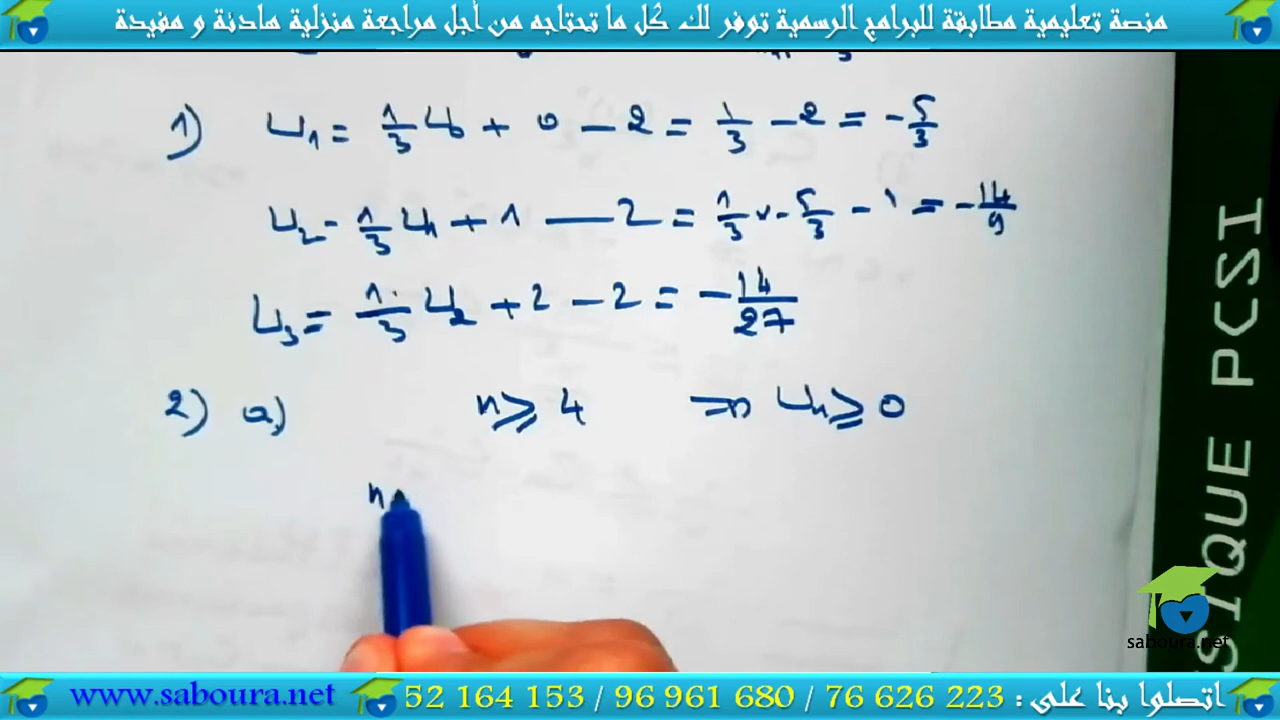 منصة تعليمية مطابقة للبرامج الرسمية توفر لك كل ما تحتاجه من أجل مراجعة منزلية هادئة و مفيدة
1) U₁ = 1/3 U₀ + 0 - 2 = 1/3 - 2 = - 5/3
U₂ - 1/3 U₁ + 1 - 2 = 1/3 × - 5/3 - 1 = - 14/9
U₃ = 1/3 U₂ + 2 - 2 = - 14/27
2) a) n ≥ 4 ⇒ Uₙ ≥ 0
n
SIQUE PCSI
saboura.net
www.saboura.net 52 164 153 / 96 961 680 / 76 626 223 : اتصلوا بنا على